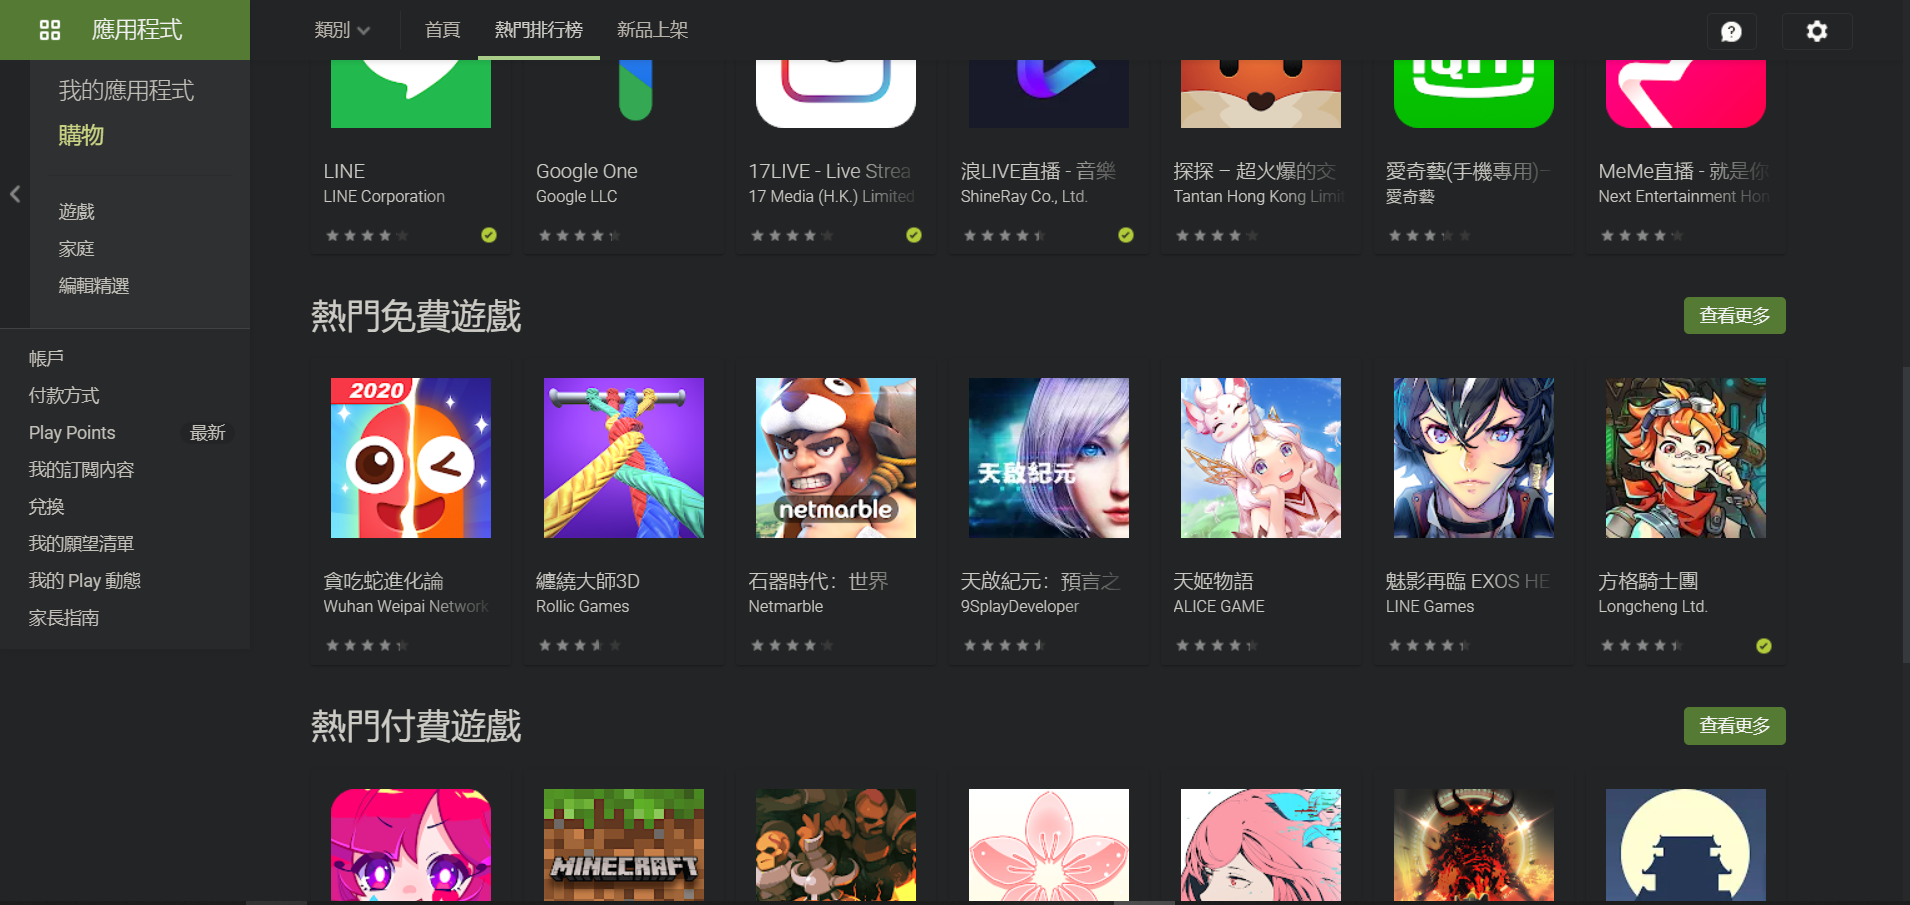 應用程式
類別
首頁
熱門排行榜
新品上架
我的應用程式
購物
遊戲
家庭
編輯精選
帳戶
付款方式
Play Points
最新
我的訂閱內容
兌換
我的願望清單
我的 Play 動態
家長指南
LINE
LINE Corporation
Google One
Google LLC
17LIVE - Live Strea
17 Media (H.K.) Limited
浪LIVE直播 - 音樂
ShineRay Co., Ltd.
探探 – 超火爆的交
Tantan Hong Kong Limit
愛奇藝(手機專用)–
愛奇藝
MeMe直播 - 就是你
Next Entertainment Hon
熱門免費遊戲
查看更多
2020
netmarble
天啟紀元
貪吃蛇進化論
Wuhan Weipai Network
纏繞大師3D
Rollic Games
石器時代：世界
Netmarble
天啟紀元：預言之
9SplayDeveloper
天姬物語
ALICE GAME
魅影再臨 EXOS HE
LINE Games
方格騎士團
Longcheng Ltd.
熱門付費遊戲
查看更多
MINECRAFT